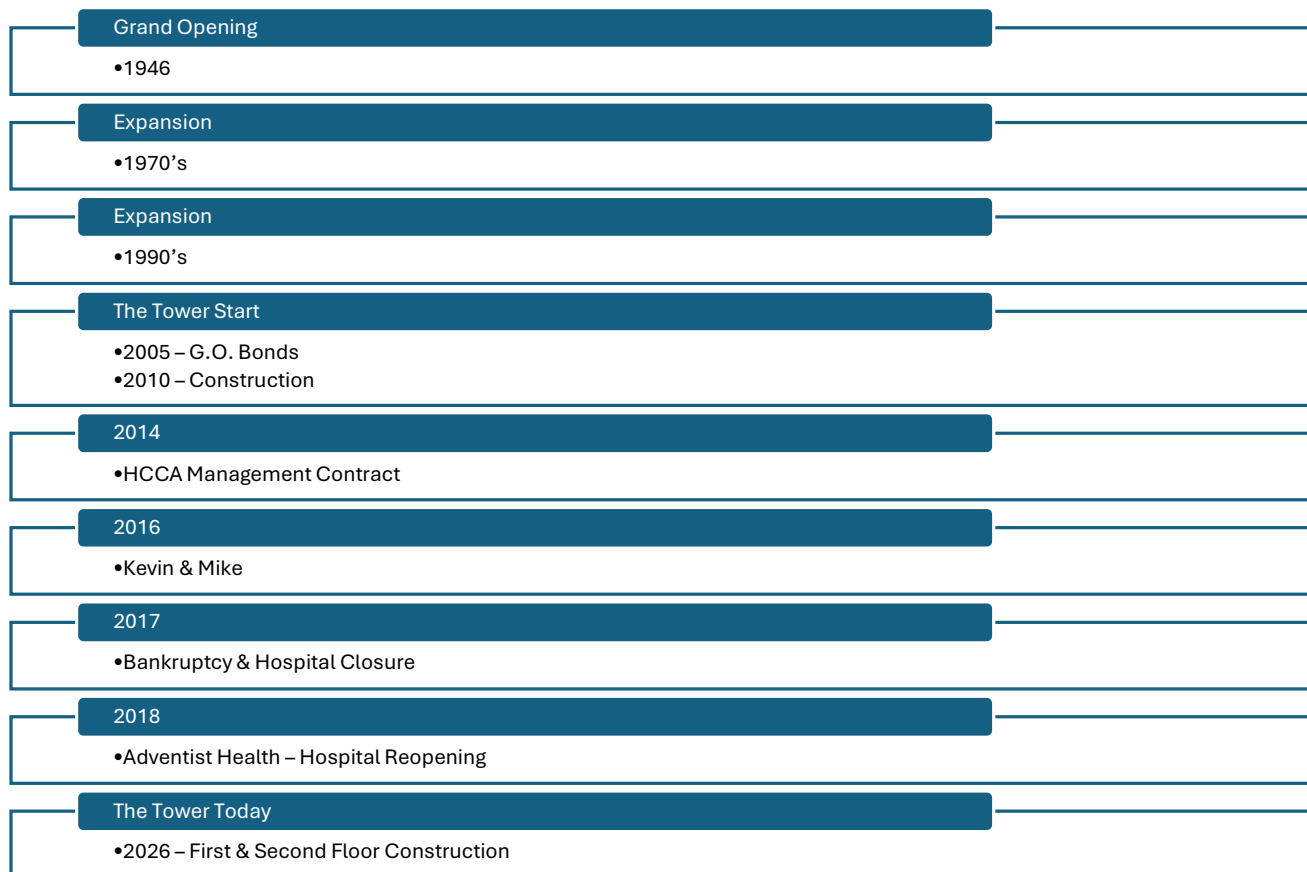 Grand Opening
•1946
Expansion
•1970’s
Expansion
•1990’s
The Tower Start
•2005 – G.O. Bonds
•2010 – Construction
2014
•HCCA Management Contract
2016
•Kevin & Mike
2017
•Bankruptcy & Hospital Closure
2018
•Adventist Health – Hospital Reopening
The Tower Today
•2026 – First & Second Floor Construction